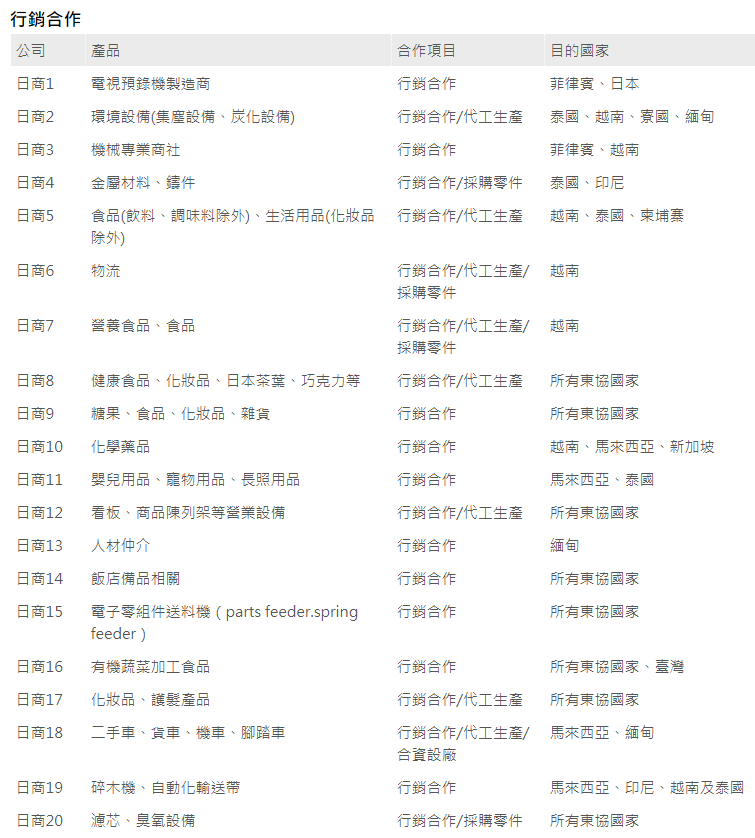 行銷合作
公司 產品 合作項目 目的國家
日商1 電視預錄機製造商 行銷合作 菲律賓、日本
日商2 環境設備(集塵設備、炭化設備) 行銷合作/代工生產 泰國、越南、寮國、緬甸
日商3 機械專業商社 行銷合作 菲律賓、越南
日商4 金屬材料、鑄件 行銷合作/採購零件 泰國、印尼
日商5 食品(飲料、調味料除外)、生活用品(化妝品 行銷合作/代工生產 越南、泰國、柬埔寨
除外)
日商6 物流 行銷合作/代工生產/ 越南
採購零件
日商7 營養食品、食品 行銷合作/代工生產/ 越南
採購零件
日商8 健康食品、化妝品、日本茶葉、巧克力等 行銷合作/代工生產 所有東協國家
日商9 糖果、食品、化妝品、雜貨 行銷合作 所有東協國家
日商10 化學藥品 行銷合作 越南、馬來西亞、新加坡
日商11 嬰兒用品、寵物用品、長照用品 行銷合作 馬來西亞、泰國
日商12 看板、商品陳列架等營業設備 行銷合作/代工生產 所有東協國家
日商13 人材仲介 行銷合作 緬甸
日商14 飯店備品相關 行銷合作 所有東協國家
日商15 電子零組件送料機（parts feeder.spring 行銷合作 所有東協國家
feeder）
日商16 有機蔬菜加工食品 行銷合作 所有東協國家、臺灣
日商17 化妝品、護髮產品 行銷合作/代工生產 所有東協國家
日商18 二手車、貨車、機車、腳踏車 行銷合作/代工生產/ 馬來西亞、緬甸
合資設廠
日商19 碎木機、自動化輸送帶 行銷合作 馬來西亞、印尼、越南及泰國
日商20 濾芯、臭氧設備 行銷合作/採購零件 所有東協國家